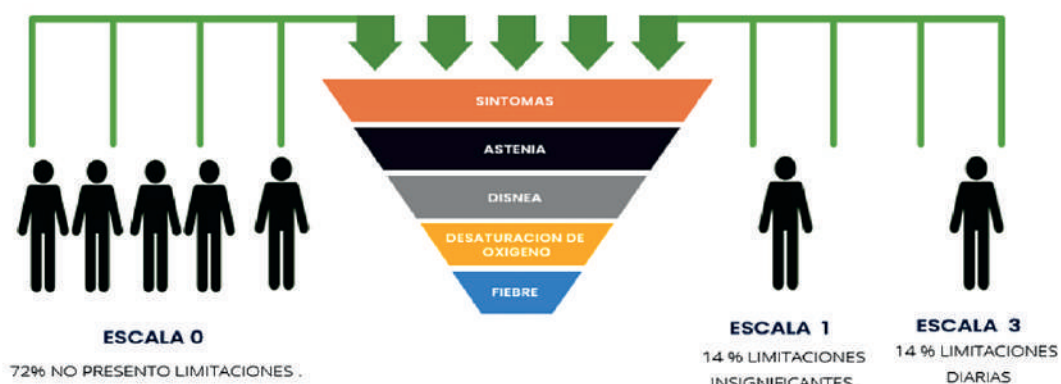 SINTOMAS
ASTENIA
DISNEA
DESATURACION DE
OXIGENO
FIEBRE
ESCALA 0
72% NO PRESENTO LIMITACIONES .
ESCALA 1
14 % LIMITACIONES
INSIGNIFICANTES
ESCALA 3
14 % LIMITACIONES
DIARIAS